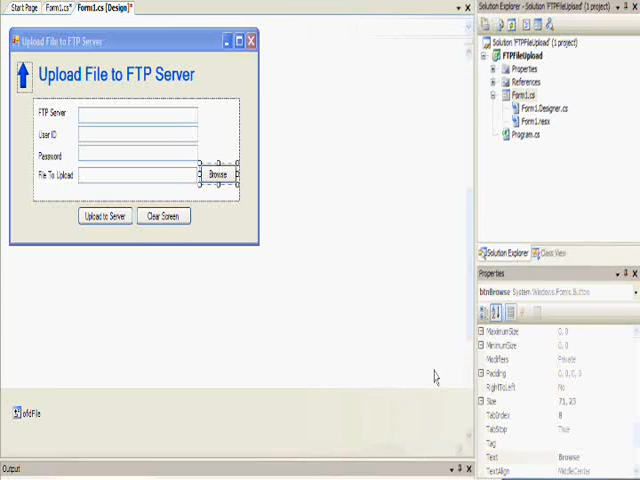 Start Page Form1.cs* Form1.cs [Design]*
Upload File to FTP Server
Upload File to FTP Server
FTP Server
User ID
Password
File To Upload Browse
Upload to Server Clear Screen
ofdFile
Output
Solution Explorer - Solution 'FTPFileUpload' (1 project)
Solution 'FTPFileUpload' (1 project)
FTPFileUpload
Properties
References
Form1.cs
Form1.Designer.cs
Form1.resx
Program.cs
Solution Explorer Class View
Properties
btnBrowse System.Windows.Forms.Button
MaximumSize 0, 0
MinimumSize 0, 0
Modifiers Private
Padding 0, 0, 0, 0
RightToLeft No
Size 71, 23
TabIndex 8
TabStop True
Tag
Text Browse
TextAlign MiddleCenter